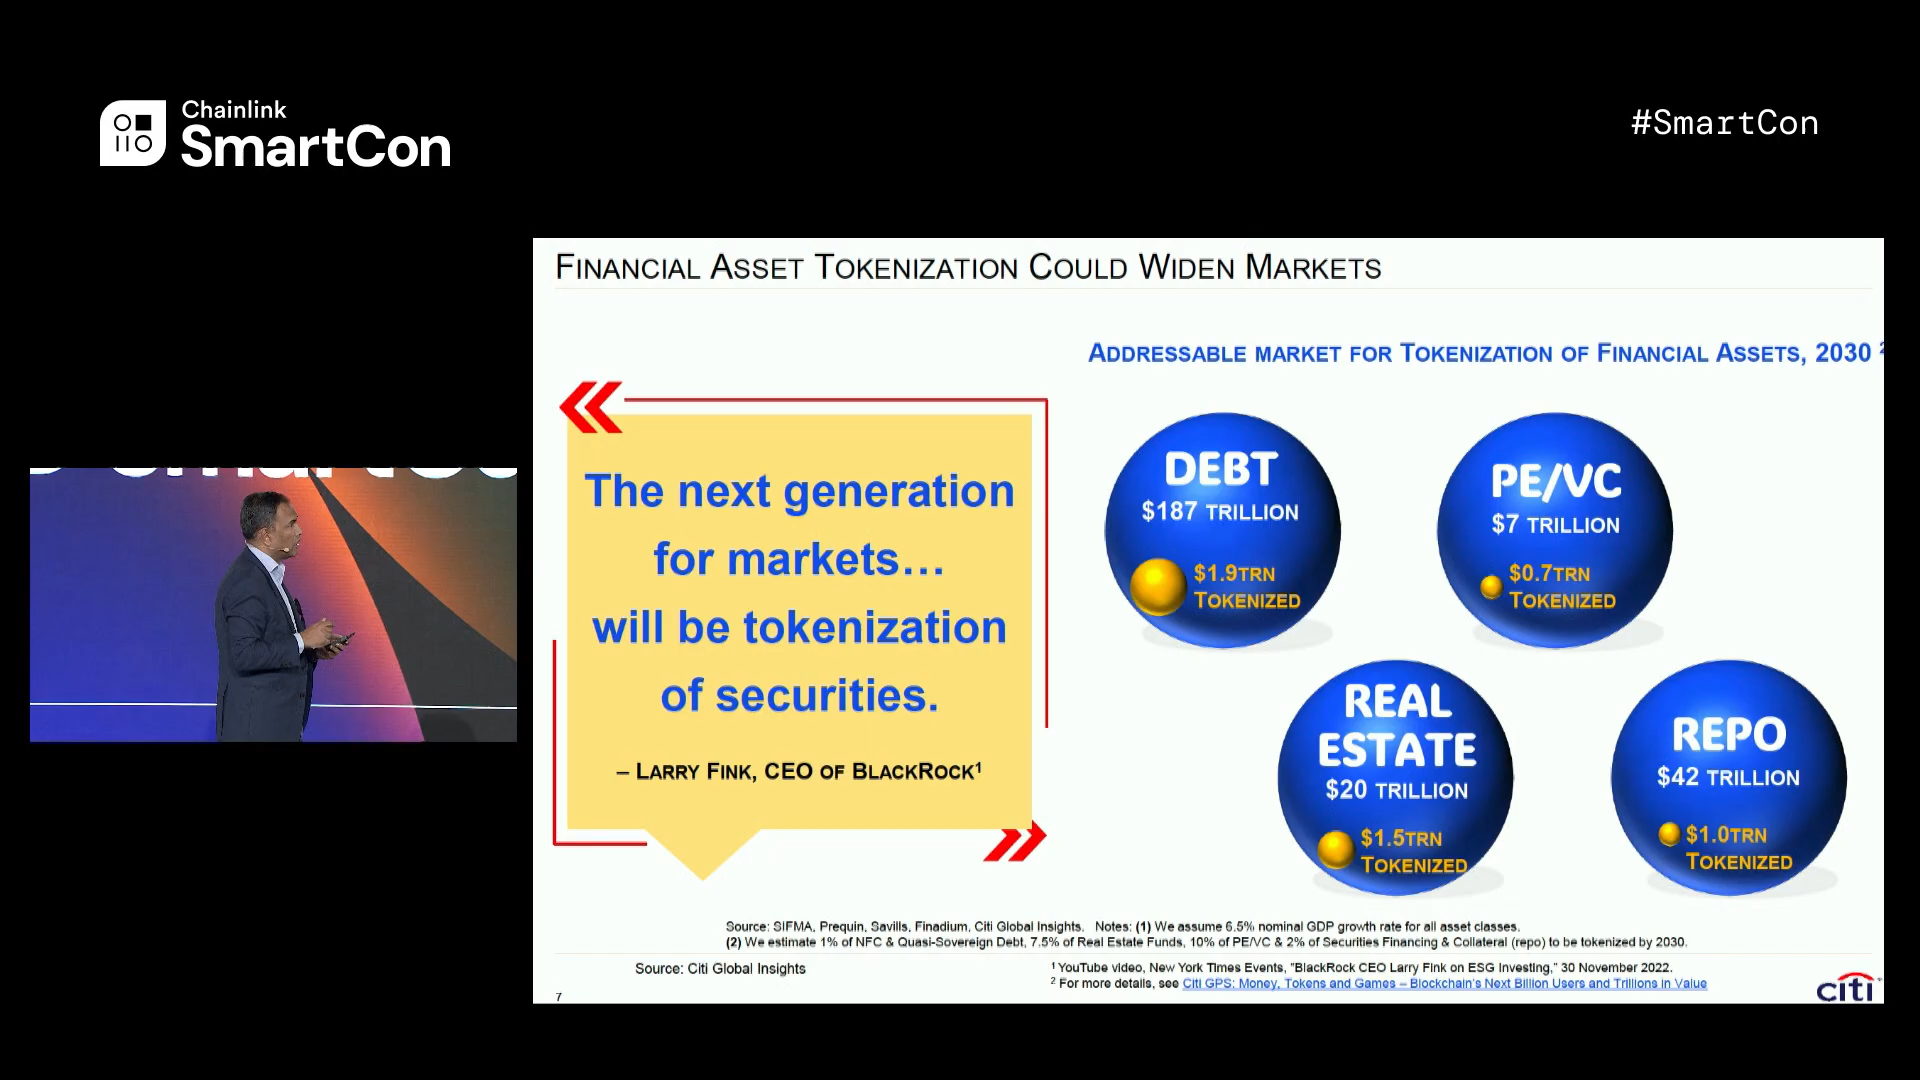 Chainlink
SmartCon
#SmartCon
FINANCIAL ASSET TOKENIZATION COULD WIDEN MARKETS
ADDRESSABLE MARKET FOR TOKENIZATION OF FINANCIAL ASSETS, 2030 2
The next generation
for markets…
will be tokenization
of securities.
– LARRY FINK, CEO OF BLACKROCK¹
DEBT
$187 TRILLION
$1.9TRN
TOKENIZED
PE/VC
$7 TRILLION
$0.7TRN
TOKENIZED
REAL
ESTATE
$20 TRILLION
$1.5TRN
TOKENIZED
REPO
$42 TRILLION
$1.0TRN
TOKENIZED
Source: SIFMA, Prequin, Savills, Finadium, Citi Global Insights. Notes: (1) We assume 6.5% nominal GDP growth rate for all asset classes.
(2) We estimate 1% of NFC & Quasi-Sovereign Debt, 7.5% of Real Estate Funds, 10% of PE/VC & 2% of Securities Financing & Collateral (repo) to be tokenized by 2030.
Source: Citi Global Insights
¹ YouTube video, New York Times Events, "BlackRock CEO Larry Fink on ESG Investing," 30 November 2022.
² For more details, see Citi GPS: Money, Tokens and Games – Blockchain's Next Billion Users and Trillions in Value
7
citi